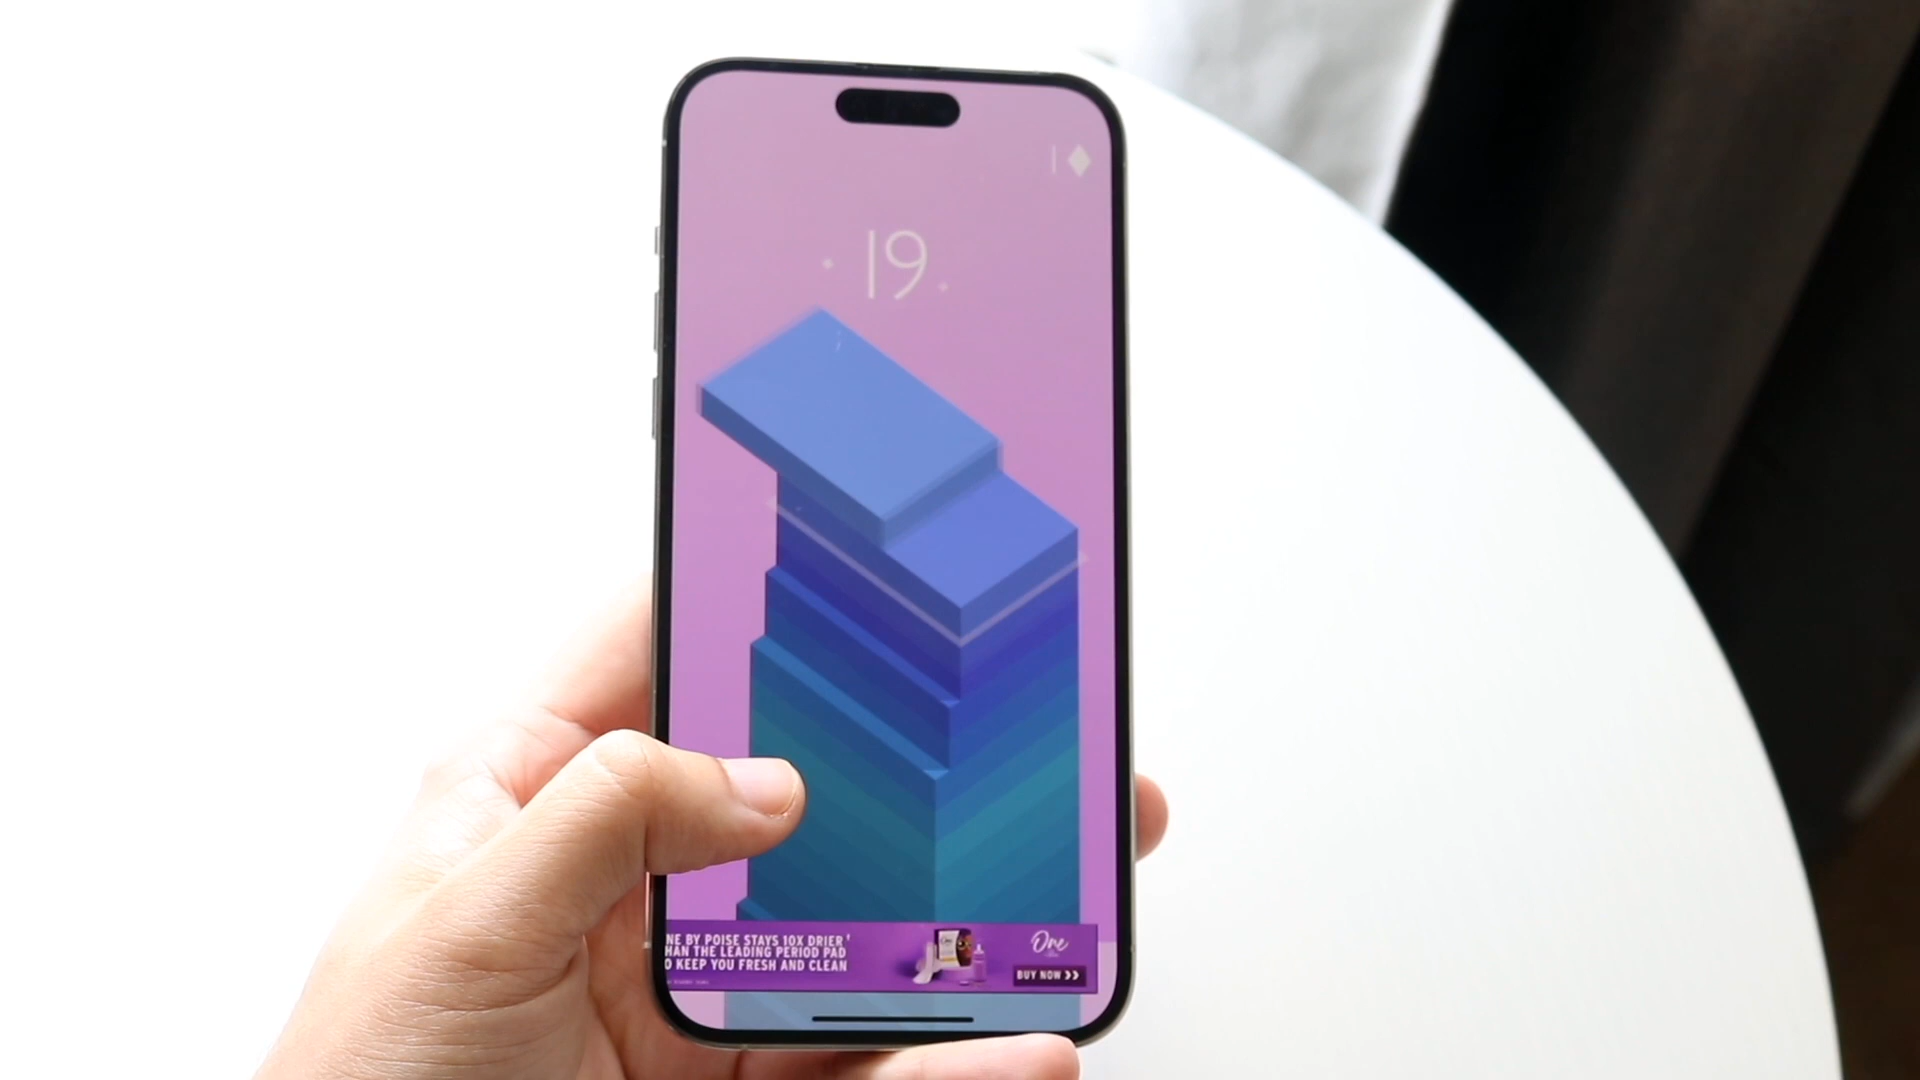 19
NE BY POISE STAYS 10X DRIER†
HAN THE LEADING PERIOD PAD
O KEEP YOU FRESH AND CLEAN
One
BUY NOW